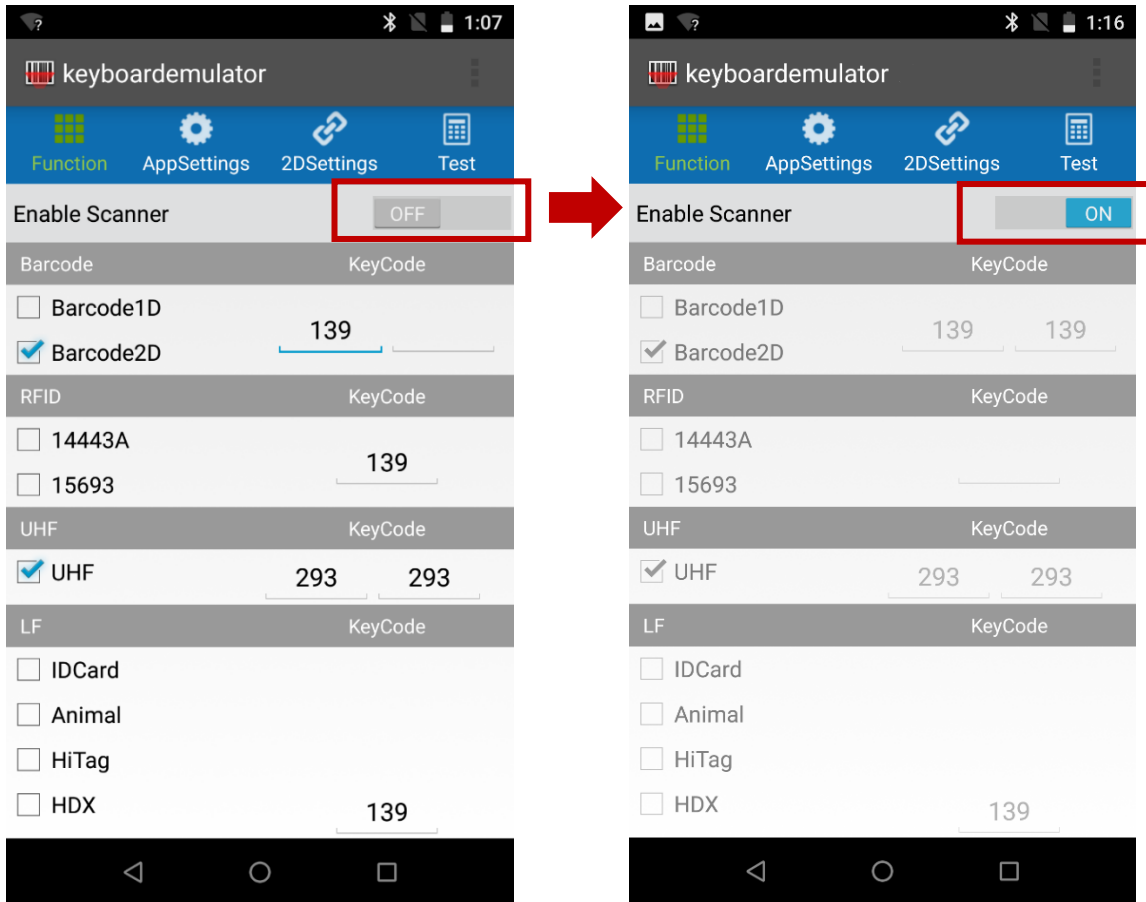 1:07
keyboardemulator
Function AppSettings 2DSettings Test
Enable Scanner OFF
Barcode KeyCode
Barcode1D
139
Barcode2D
RFID KeyCode
14443A
139
15693
UHF KeyCode
UHF 293 293
LF KeyCode
IDCard
Animal
HiTag
HDX 139
1:16
keyboardemulator
Function AppSettings 2DSettings Test
Enable Scanner ON
Barcode KeyCode
Barcode1D
139 139
Barcode2D
RFID KeyCode
14443A
15693
UHF KeyCode
UHF 293 293
LF KeyCode
IDCard
Animal
HiTag
HDX 139